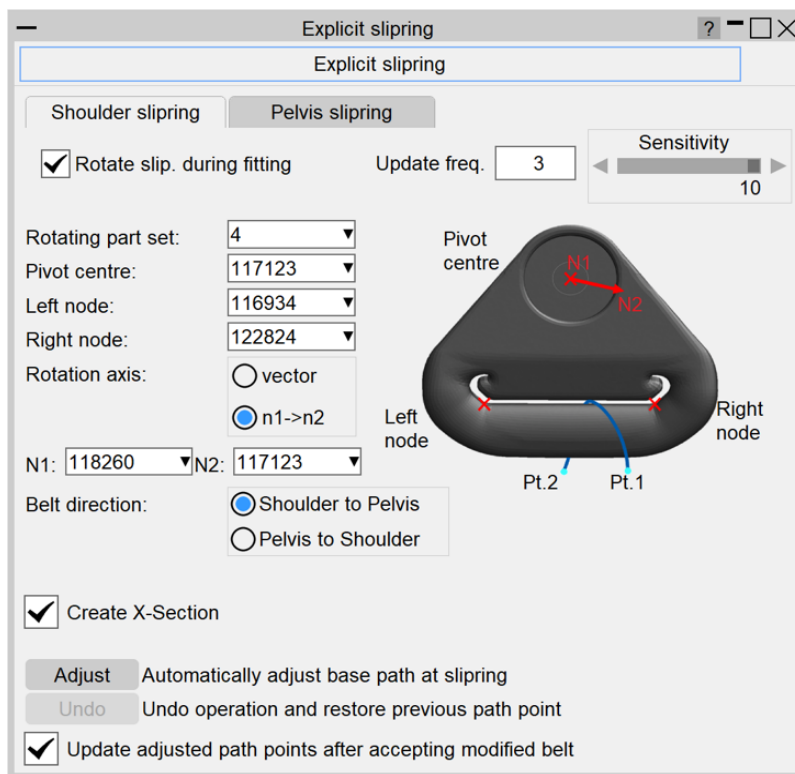 Explicit slipring ?
Explicit slipring
Shoulder slipring Pelvis slipring
Rotate slip. during fitting Update freq. 3 Sensitivity
10
Rotating part set: 4 Pivot centre
Pivot centre: 117123 N1
Left node: 116934 N2
Right node: 122824
Rotation axis: vector
n1->n2 Left node Right node
N1: 118260 N2: 117123 Pt.2 Pt.1
Belt direction: Shoulder to Pelvis
Pelvis to Shoulder
Create X-Section
Adjust Automatically adjust base path at slipring
Undo Undo operation and restore previous path point
Update adjusted path points after accepting modified belt